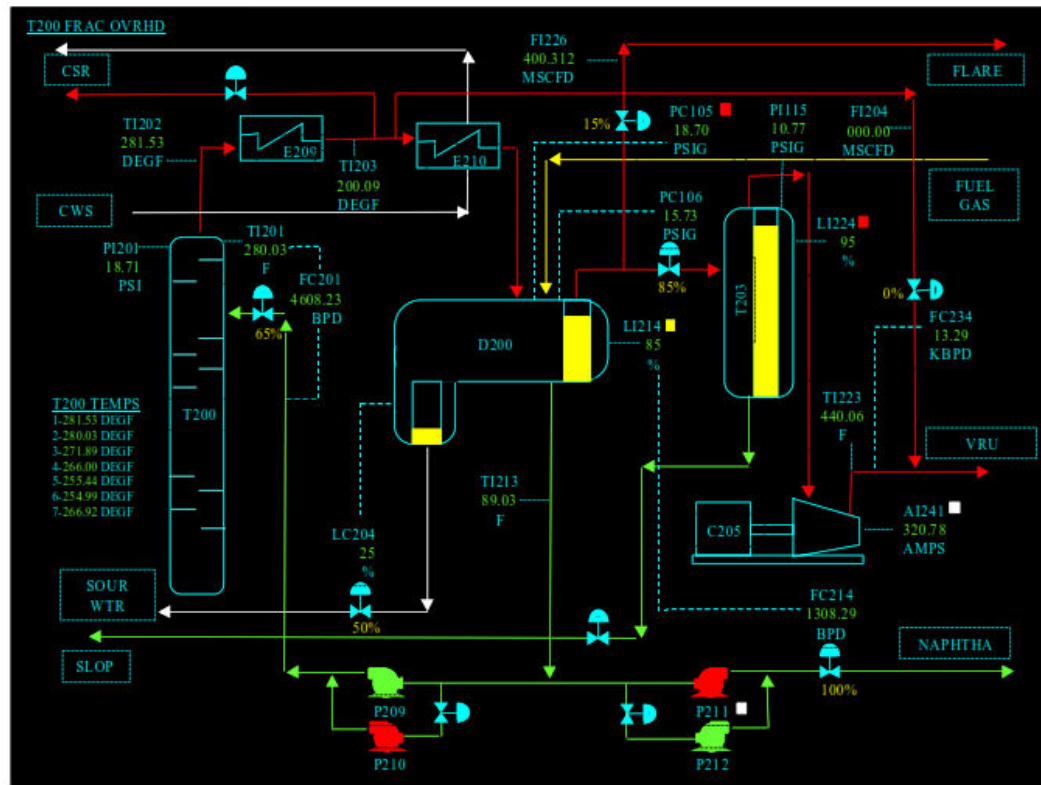 T200 FRAC OVRHD
CSR
FI226
400.312
MSCFD
FLARE
TI202
281.53
DEGF
E209
TI203
200.09
DEGF
E210
15%
PC105
18.70
PSIG
PI115
10.77
PSIG
FI204
000.00
MSCFD
FUEL
GAS
CWS
PI201
18.71
PSI
TI201
280.03
F
FC201
4608.23
BPD
65%
PC106
15.73
PSIG
85%
T203
LI224
95
%
0%
FC234
13.29
KBPD
D200
LI214
85
%
T200 TEMPS
1-281.53 DEGF
2-280.03 DEGF
3-271.89 DEGF
4-266.00 DEGF
5-255.44 DEGF
6-254.99 DEGF
7-266.92 DEGF
T200
TI223
440.06
F
VRU
LC204
25
%
TI213
89.03
F
C205
AI241
320.78
AMPS
SOUR
WTR
50%
FC214
1308.29
BPD
SLOP
NAPHTHA
100%
P209
P211
P210
P212